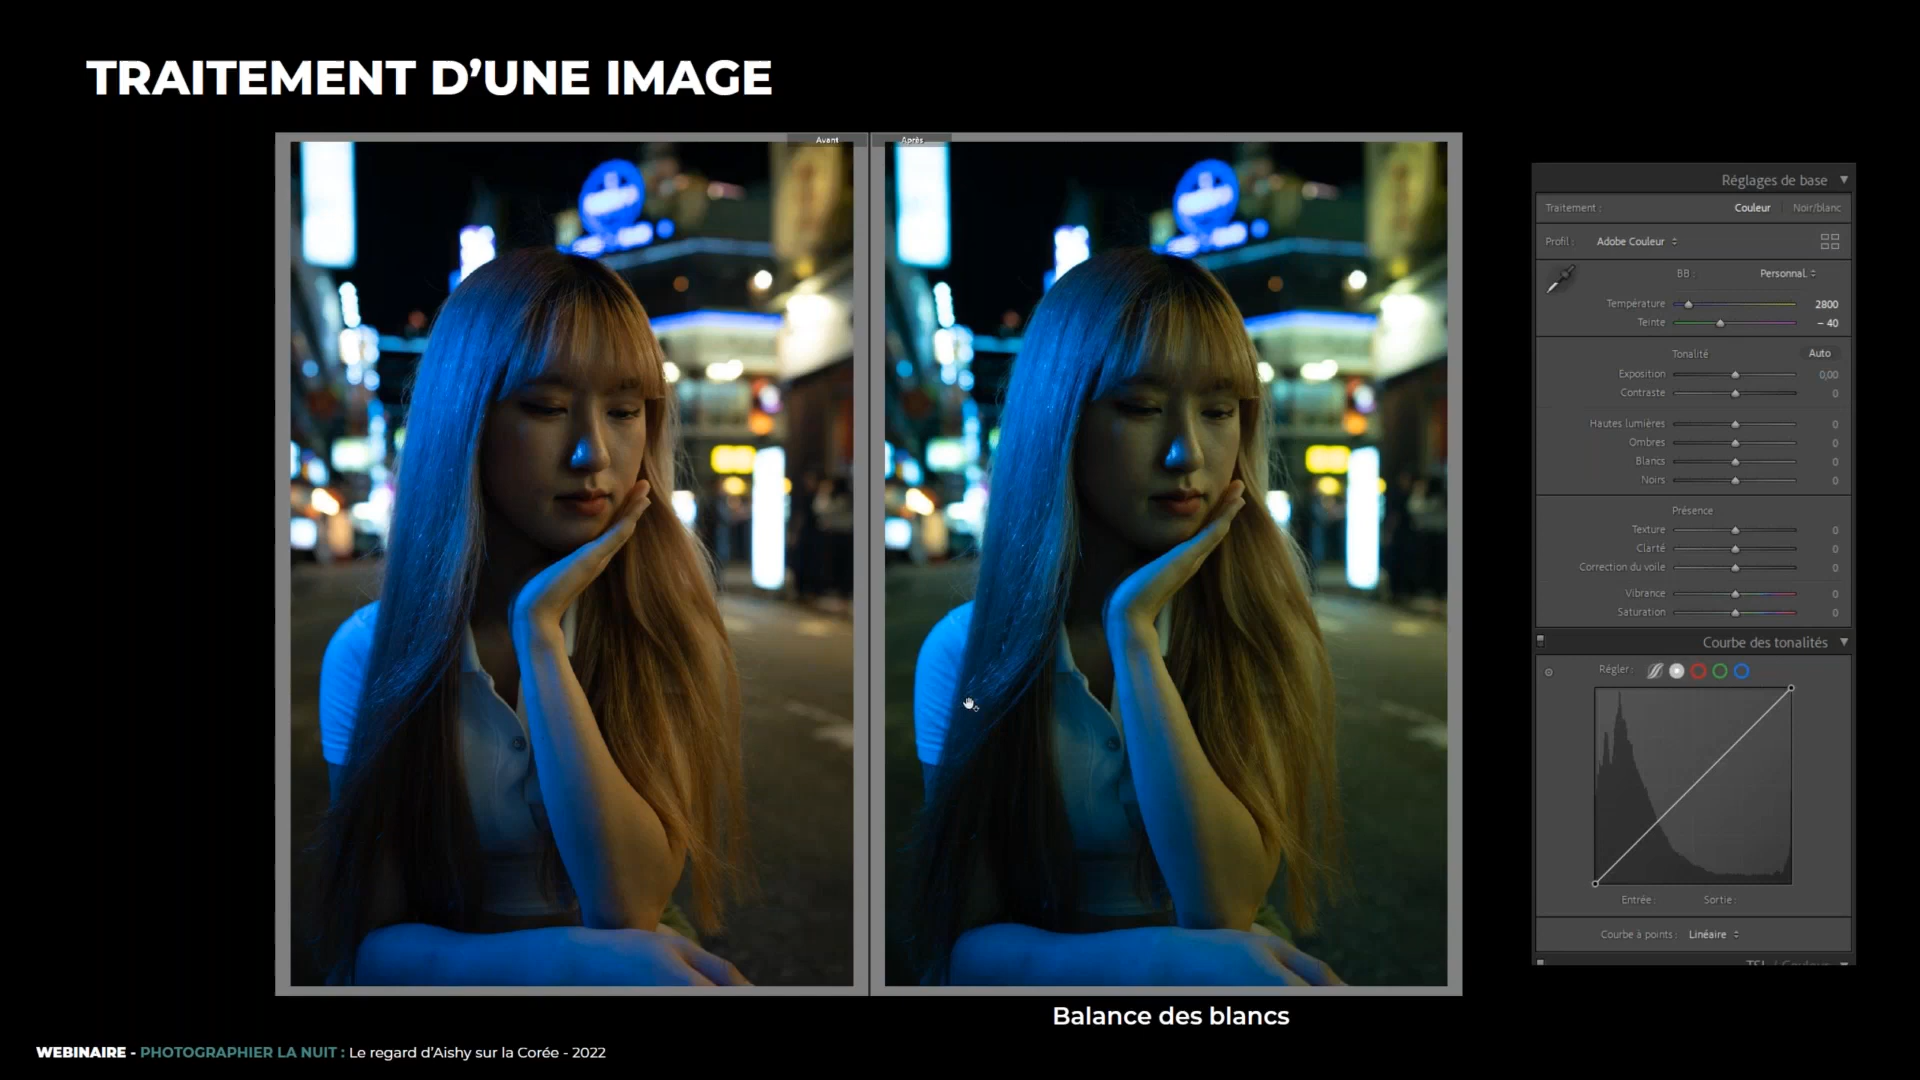 TRAITEMENT D’UNE IMAGE
Avant
Après
Réglages de base
Traitement : Couleur Noir/blanc
Profil : Adobe Couleur
BB : Personnal.
Température 2800
Teinte – 40
Tonalité Auto
Exposition 0,00
Contraste 0
Hautes lumières 0
Ombres 0
Blancs 0
Noirs 0
Présence
Texture 0
Clarté 0
Correction du voile 0
Vibrance 0
Saturation 0
Courbe des tonalités
Régler :
Entrée : Sortie :
Courbe à points : Linéaire
Balance des blancs
WEBINAIRE - PHOTOGRAPHIER LA NUIT : Le regard d’Aishy sur la Corée - 2022